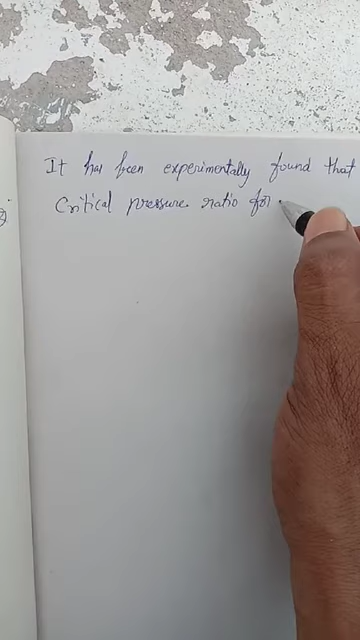 It has been experimentally found that
Critical pressure ratio for